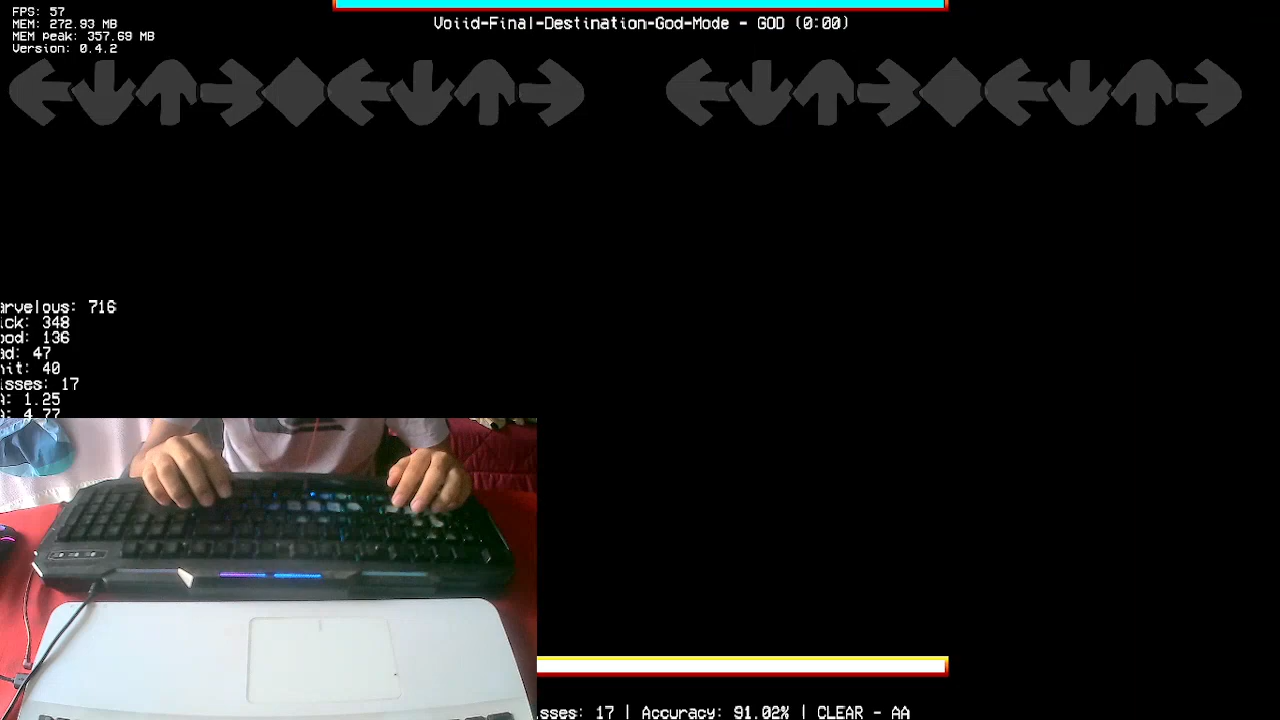 FPS: 57
MEM: 272.93 MB
MEM peak: 357.69 MB
Version: 0.4.2
Voiid-Final-Destination-God-Mode - GOD (0:00)
arvelous: 716
ick: 348
ood: 136
ad: 47
hit: 40
isses: 17
A: 1.25
A: 4.77
sses: 17 | Accuracy: 91.02% | CLEAR - AA